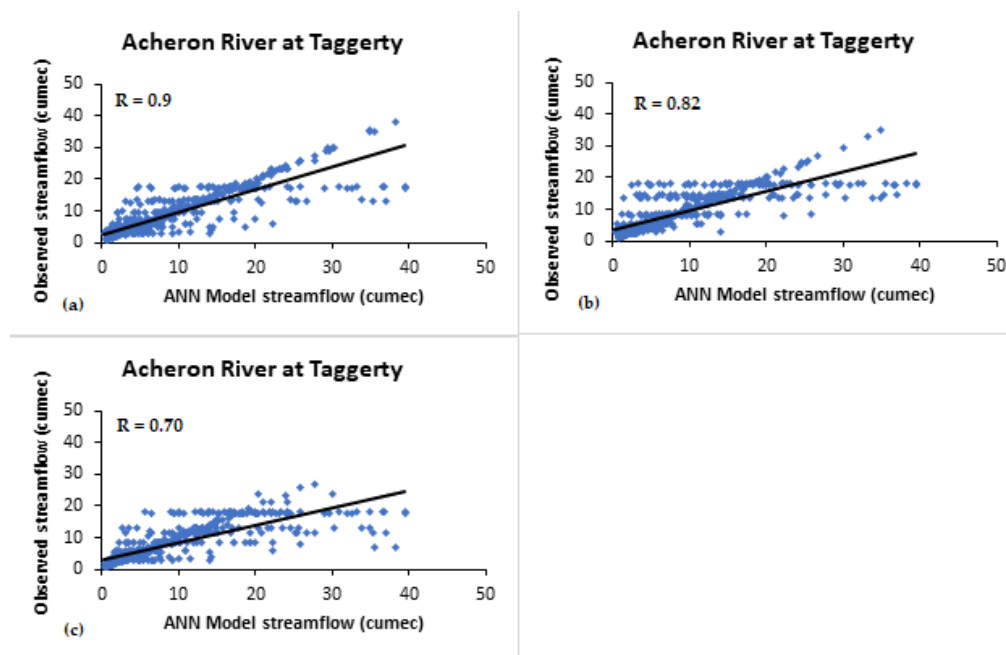 Acheron River at Taggerty
R = 0.9
Observed streamflow (cumec)
50
40
30
20
10
0
0 10 20 30 40 50
ANN Model streamflow (cumec)
(a)
Acheron River at Taggerty
R = 0.82
Observed streamflow (cumec)
50
40
30
20
10
0
0 10 20 30 40 50
ANN Model streamflow (cumec)
(b)
Acheron River at Taggerty
R = 0.70
Observed streamflow (cumec)
50
40
30
20
10
0
0 10 20 30 40 50
ANN Model streamflow (cumec)
(c)